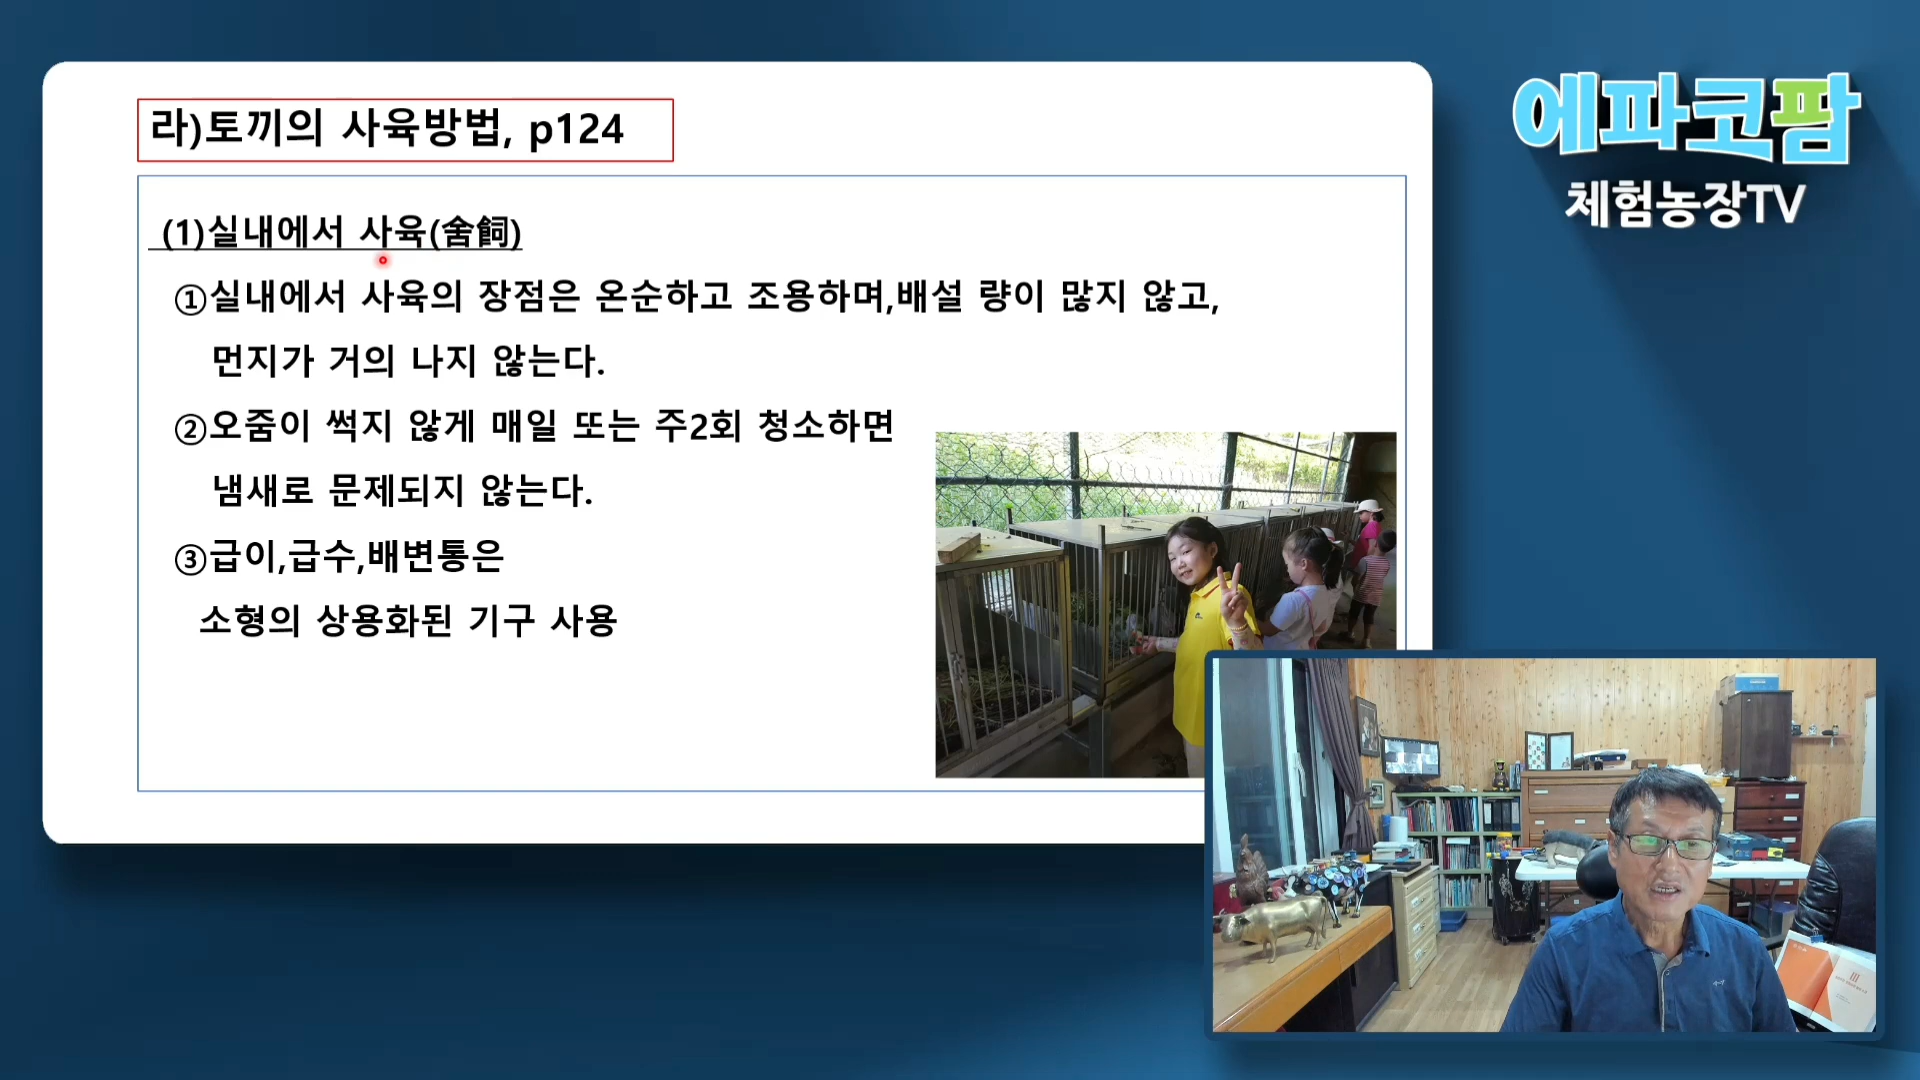 라)토끼의 사육방법, p124
(1)실내에서 사육(舍飼)
①실내에서 사육의 장점은 온순하고 조용하며,배설 량이 많지 않고,
먼지가 거의 나지 않는다.
②오줌이 썩지 않게 매일 또는 주2회 청소하면
냄새로 문제되지 않는다.
③급이,급수,배변통은
소형의 상용화된 기구 사용
에파코팜
체험농장TV